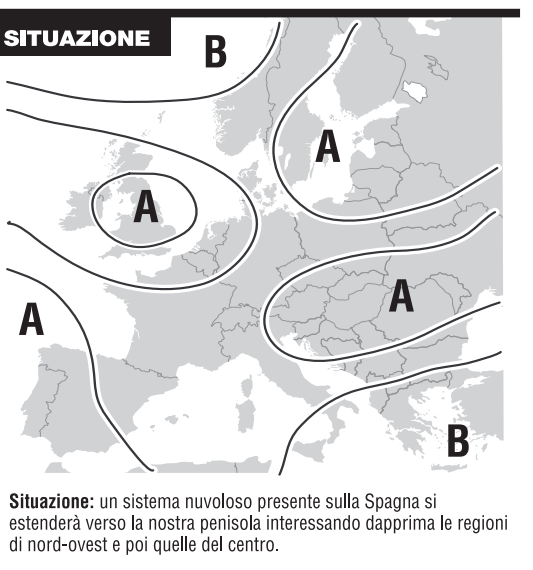 SITUAZIONE
B
A
A
A
A
B
Situazione: un sistema nuvoloso presente sulla Spagna si
estenderà verso la nostra penisola interessando dapprima le regioni
di nord-ovest e poi quelle del centro.